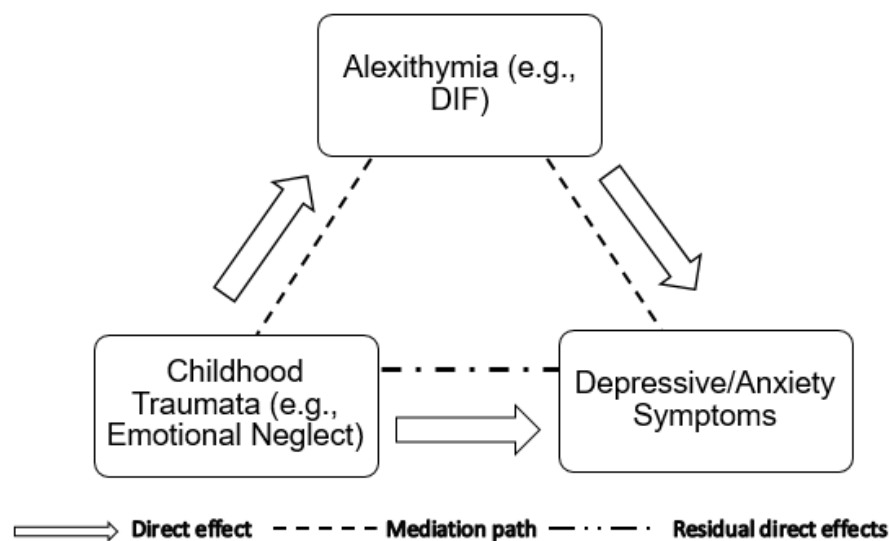 Alexithymia (e.g.,
DIF)
Childhood
Traumata (e.g.,
Emotional Neglect)
Depressive/Anxiety
Symptoms
Direct effect Mediation path Residual direct effects